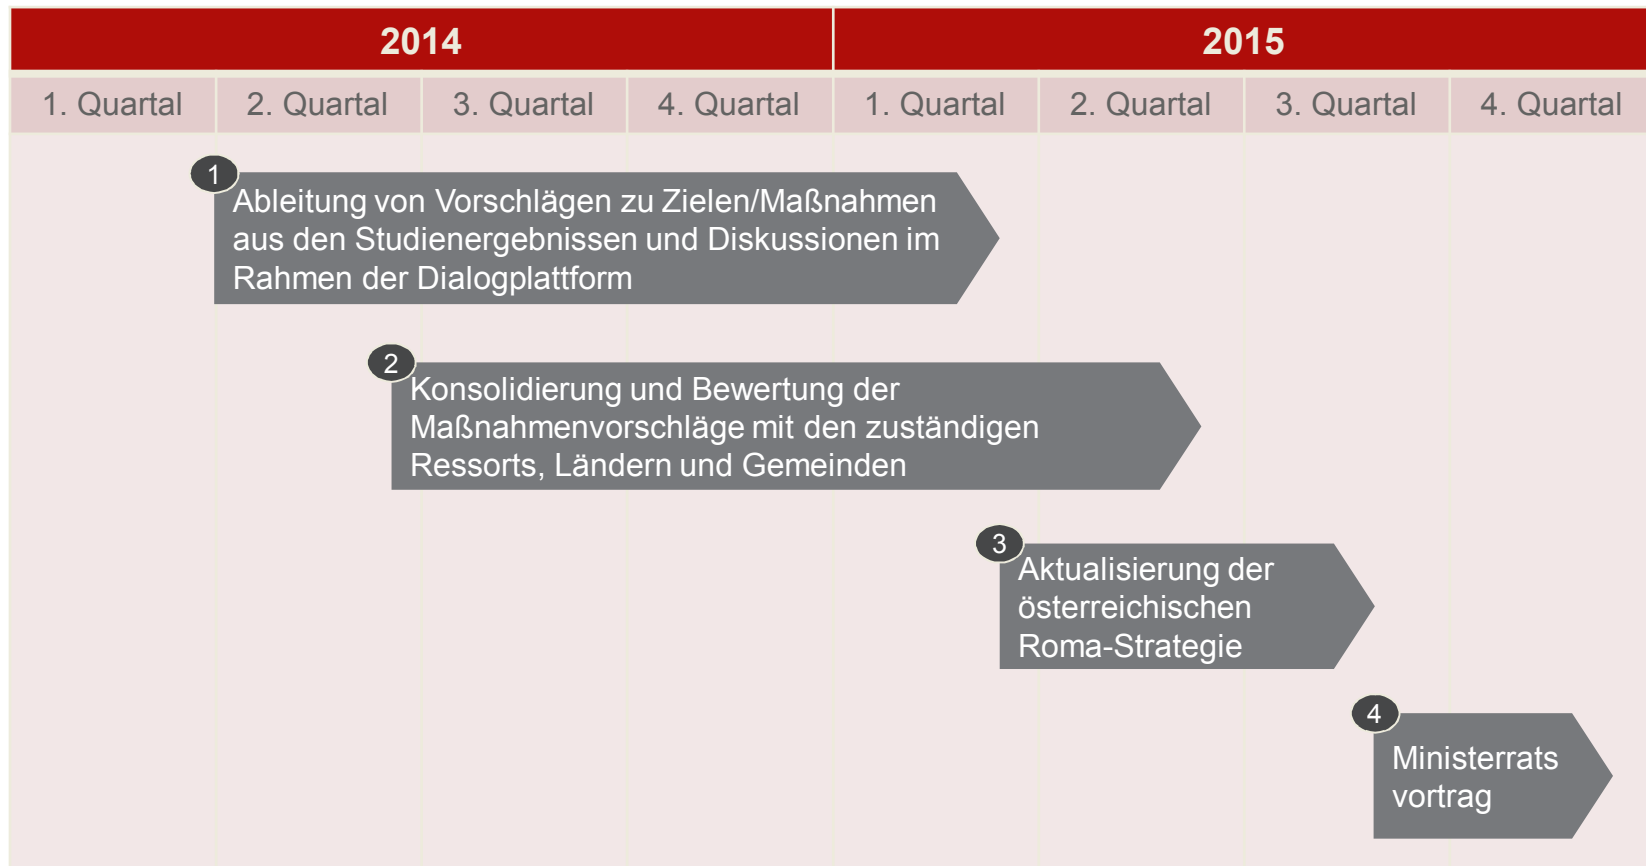 2014 2015
1. Quartal 2. Quartal 3. Quartal 4. Quartal 1. Quartal 2. Quartal 3. Quartal 4. Quartal
1
Ableitung von Vorschlägen zu Zielen/Maßnahmen
aus den Studienergebnissen und Diskussionen im
Rahmen der Dialogplattform
2
Konsolidierung und Bewertung der
Maßnahmenvorschläge mit den zuständigen
Ressorts, Ländern und Gemeinden
3
Aktualisierung der
österreichischen
Roma-Strategie
4
Ministerrats
vortrag